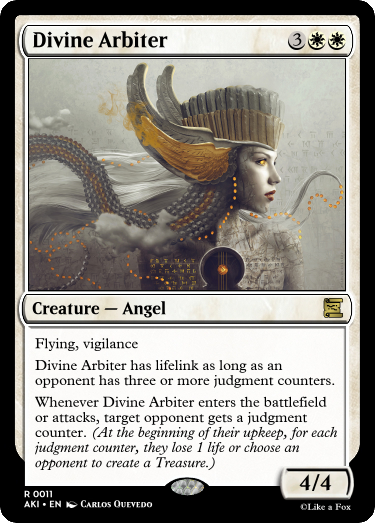 Divine Arbiter 3
Creature — Angel
Flying, vigilance
Divine Arbiter has lifelink as long as an
opponent has three or more judgment counters.
Whenever Divine Arbiter enters the battlefield
or attacks, target opponent gets a judgment
counter. (At the beginning of their upkeep, for each
judgment counter, they lose 1 life or choose an
opponent to create a Treasure.)
4/4
R 0011
AKI • EN Carlos Quevedo
©Like a Fox